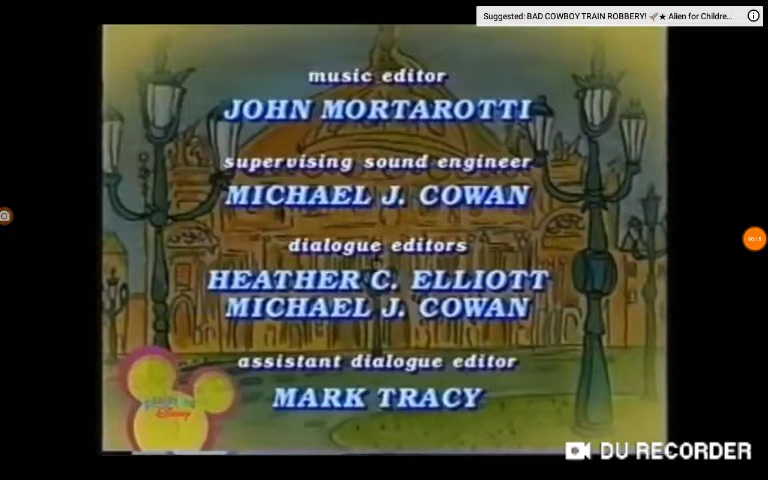 Suggested: BAD COWBOY TRAIN ROBBERY! 🚀★ Alien for Childre...
music editor
JOHN MORTAROTTI
supervising sound engineer
MICHAEL J. COWAN
dialogue editors
HEATHER C. ELLIOTT
MICHAEL J. COWAN
assistant dialogue editor
MARK TRACY
Disney
DU RECORDER